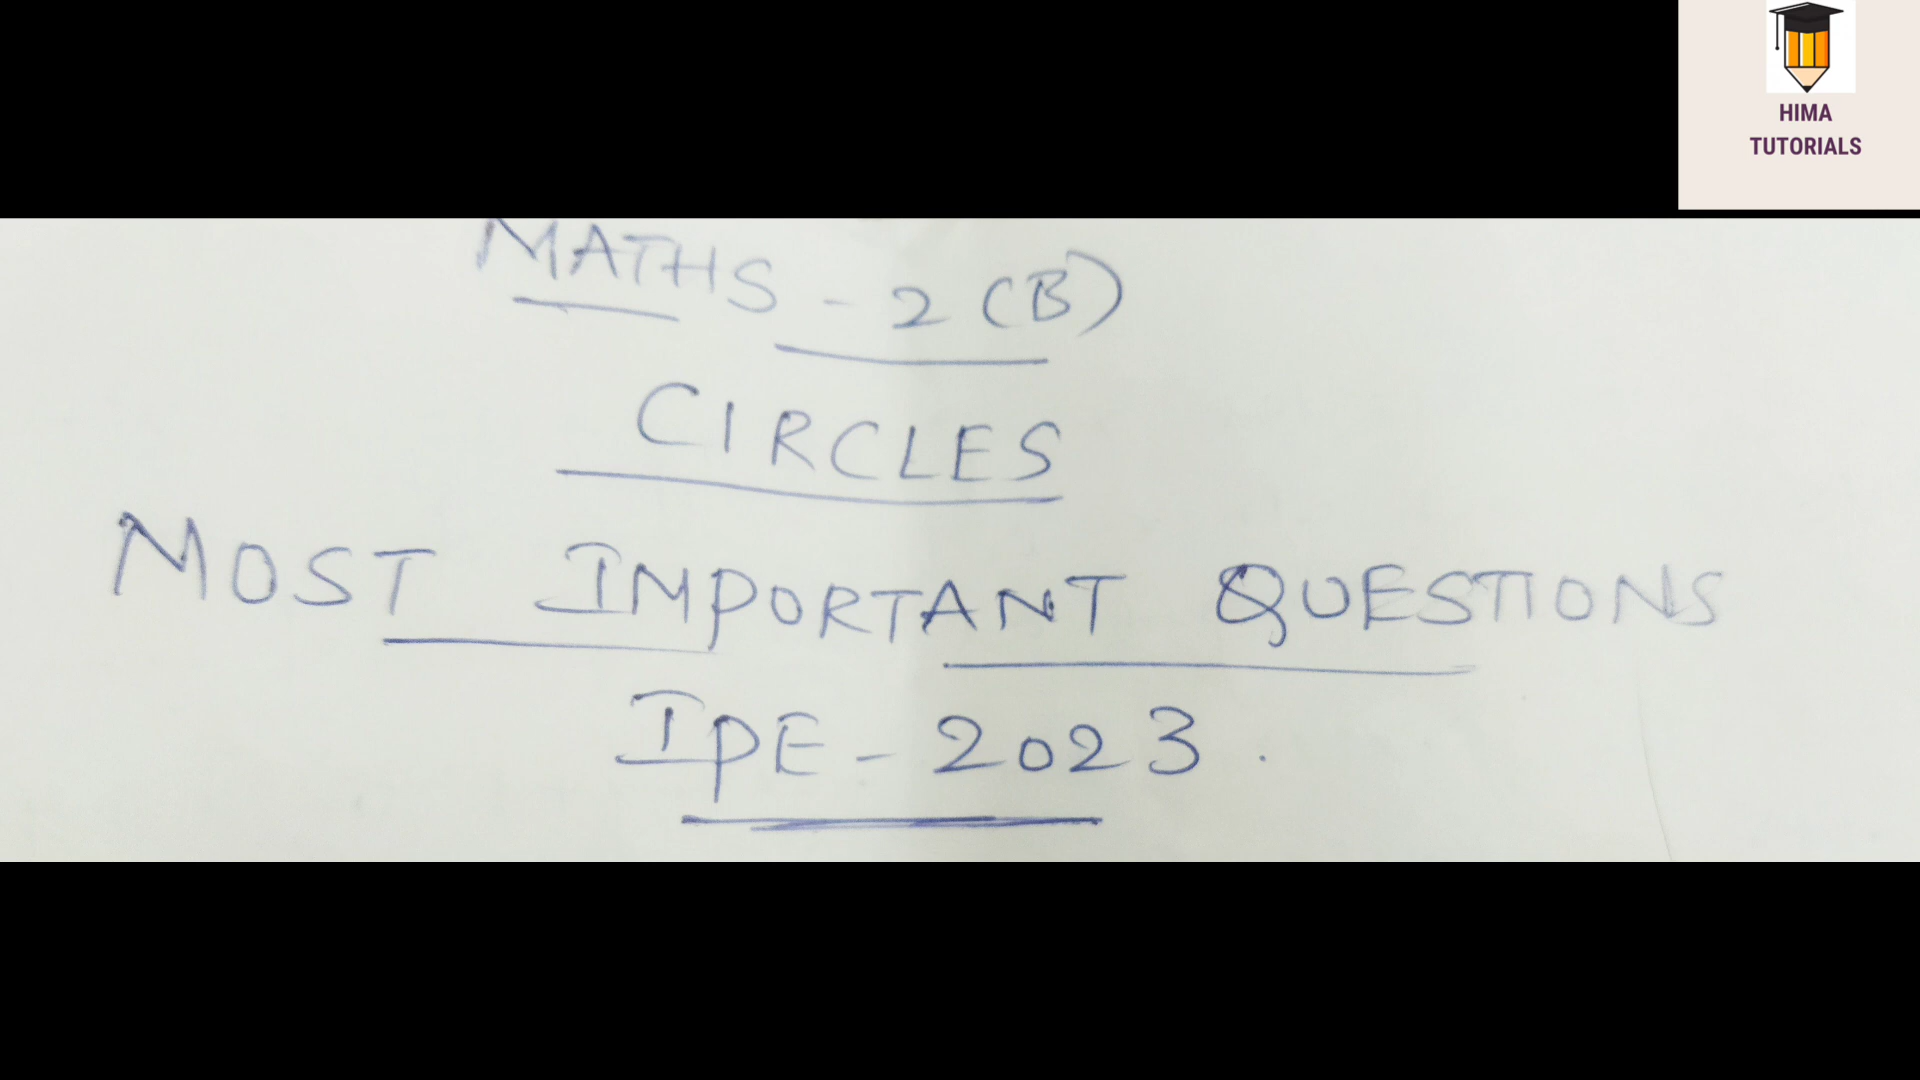 HIMA
TUTORIALS
MATHS - 2 (B)
CIRCLES
MOST IMPORTANT QUESTIONS
IPE - 2023.